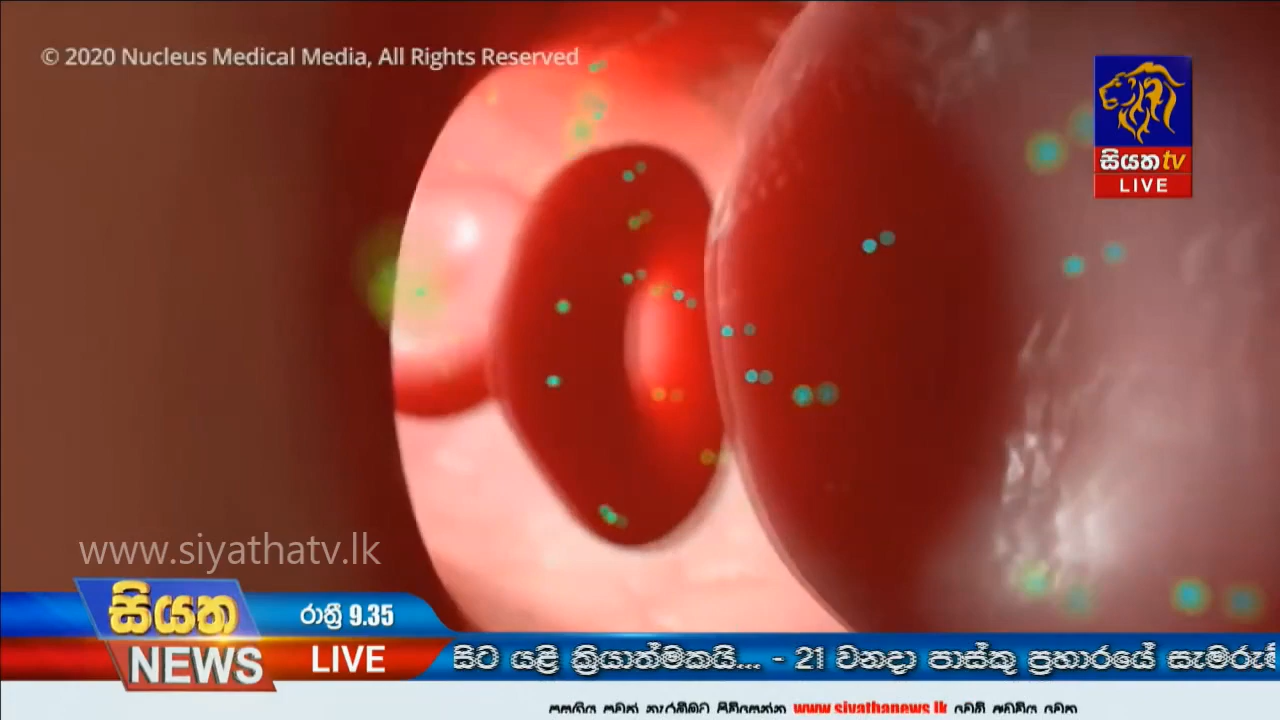 © 2020 Nucleus Medical Media, All Rights Reserved
සියත tv
LIVE
www.siyathatv.lk
සියත
NEWS
රාත්‍රී 9.35
LIVE
සිට යළි ක්‍රියාත්මකයි... - 21 වනදා පාස්කු ප්‍රහාරයේ සැමරුම්
www.siyathanews.lk